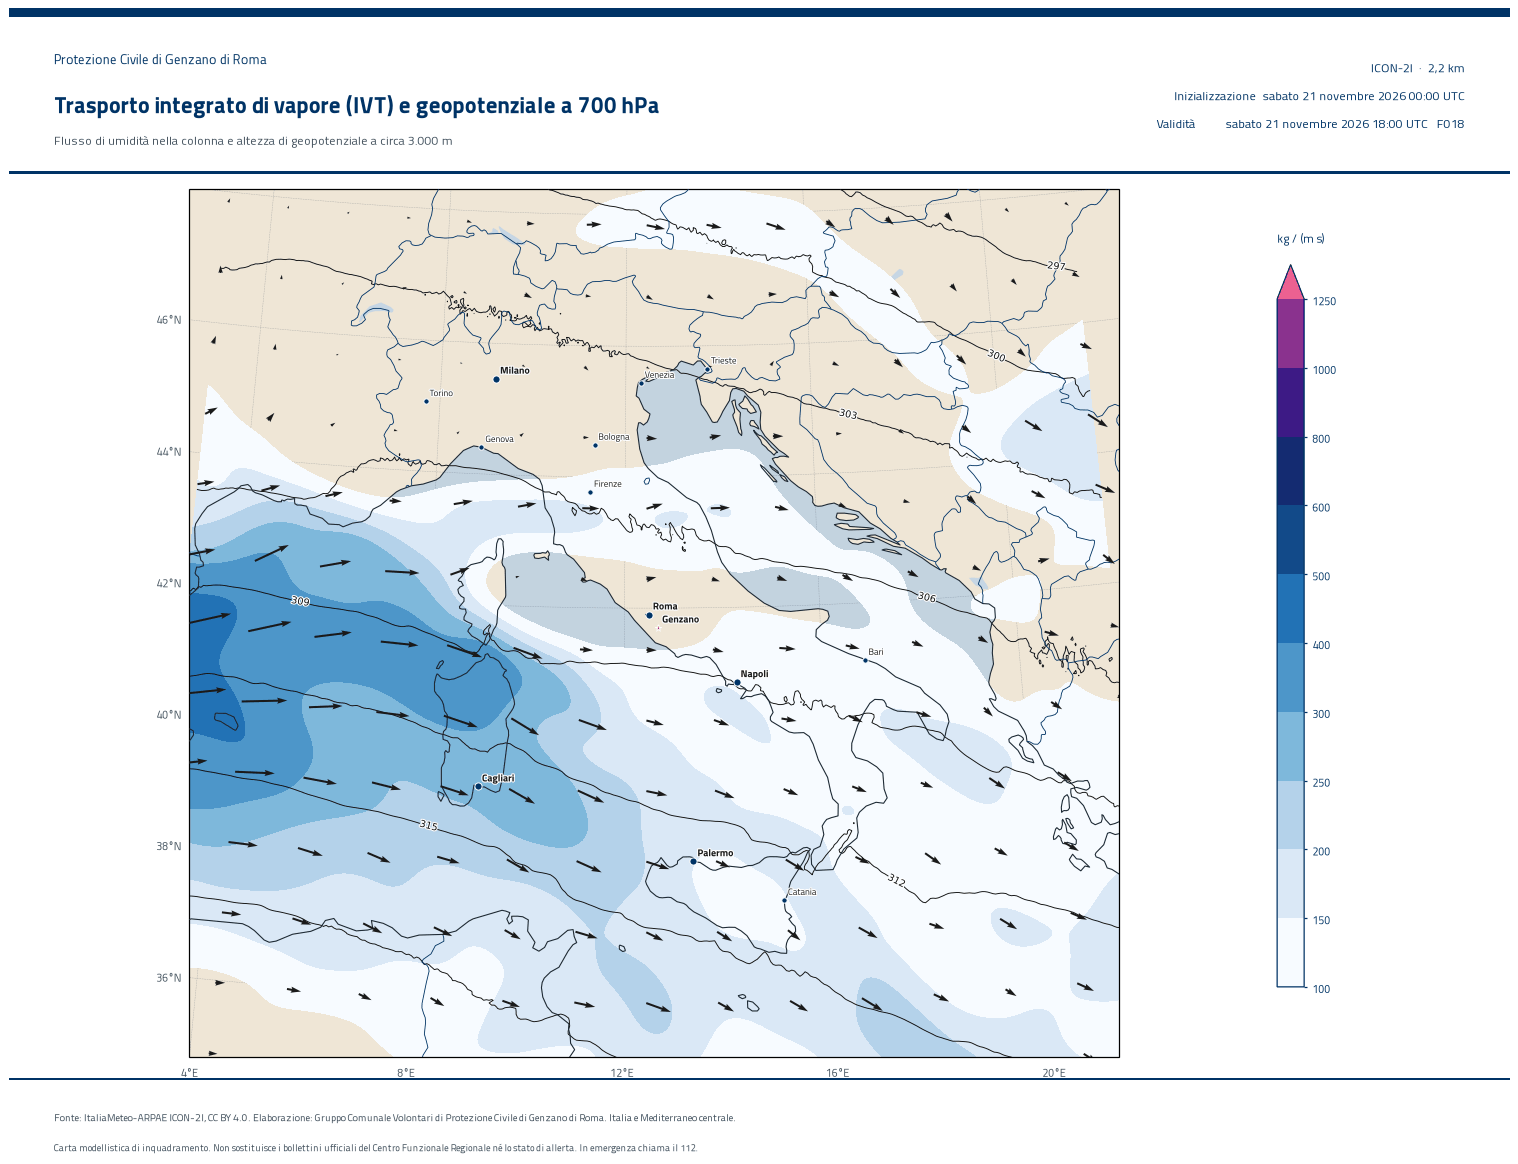 Protezione Civile di Genzano di Roma
Trasporto integrato di vapore (IVT) e geopotenziale a 700 hPa
Flusso di umidità nella colonna e altezza di geopotenziale a circa 3.000 m
ICON-2I · 2,2 km
Inizializzazione sabato 21 novembre 2026 00:00 UTC
Validità sabato 21 novembre 2026 18:00 UTC F018
kg / (m s)
1250
1000
800
600
500
400
300
250
200
150
100
46°N
44°N
42°N
40°N
38°N
36°N
4°E
8°E
12°E
16°E
20°E
297
300
303
306
309
312
315
Trieste
Venezia
Milano
Torino
Genova
Bologna
Firenze
Roma
Genzano
Bari
Napoli
Cagliari
Palermo
Catania
Fonte: ItaliaMeteo-ARPAE ICON-2I, CC BY 4.0. Elaborazione: Gruppo Comunale Volontari di Protezione Civile di Genzano di Roma. Italia e Mediterraneo centrale.
Carta modellistica di inquadramento. Non sostituisce i bollettini ufficiali del Centro Funzionale Regionale né lo stato di allerta. In emergenza chiama il 112.